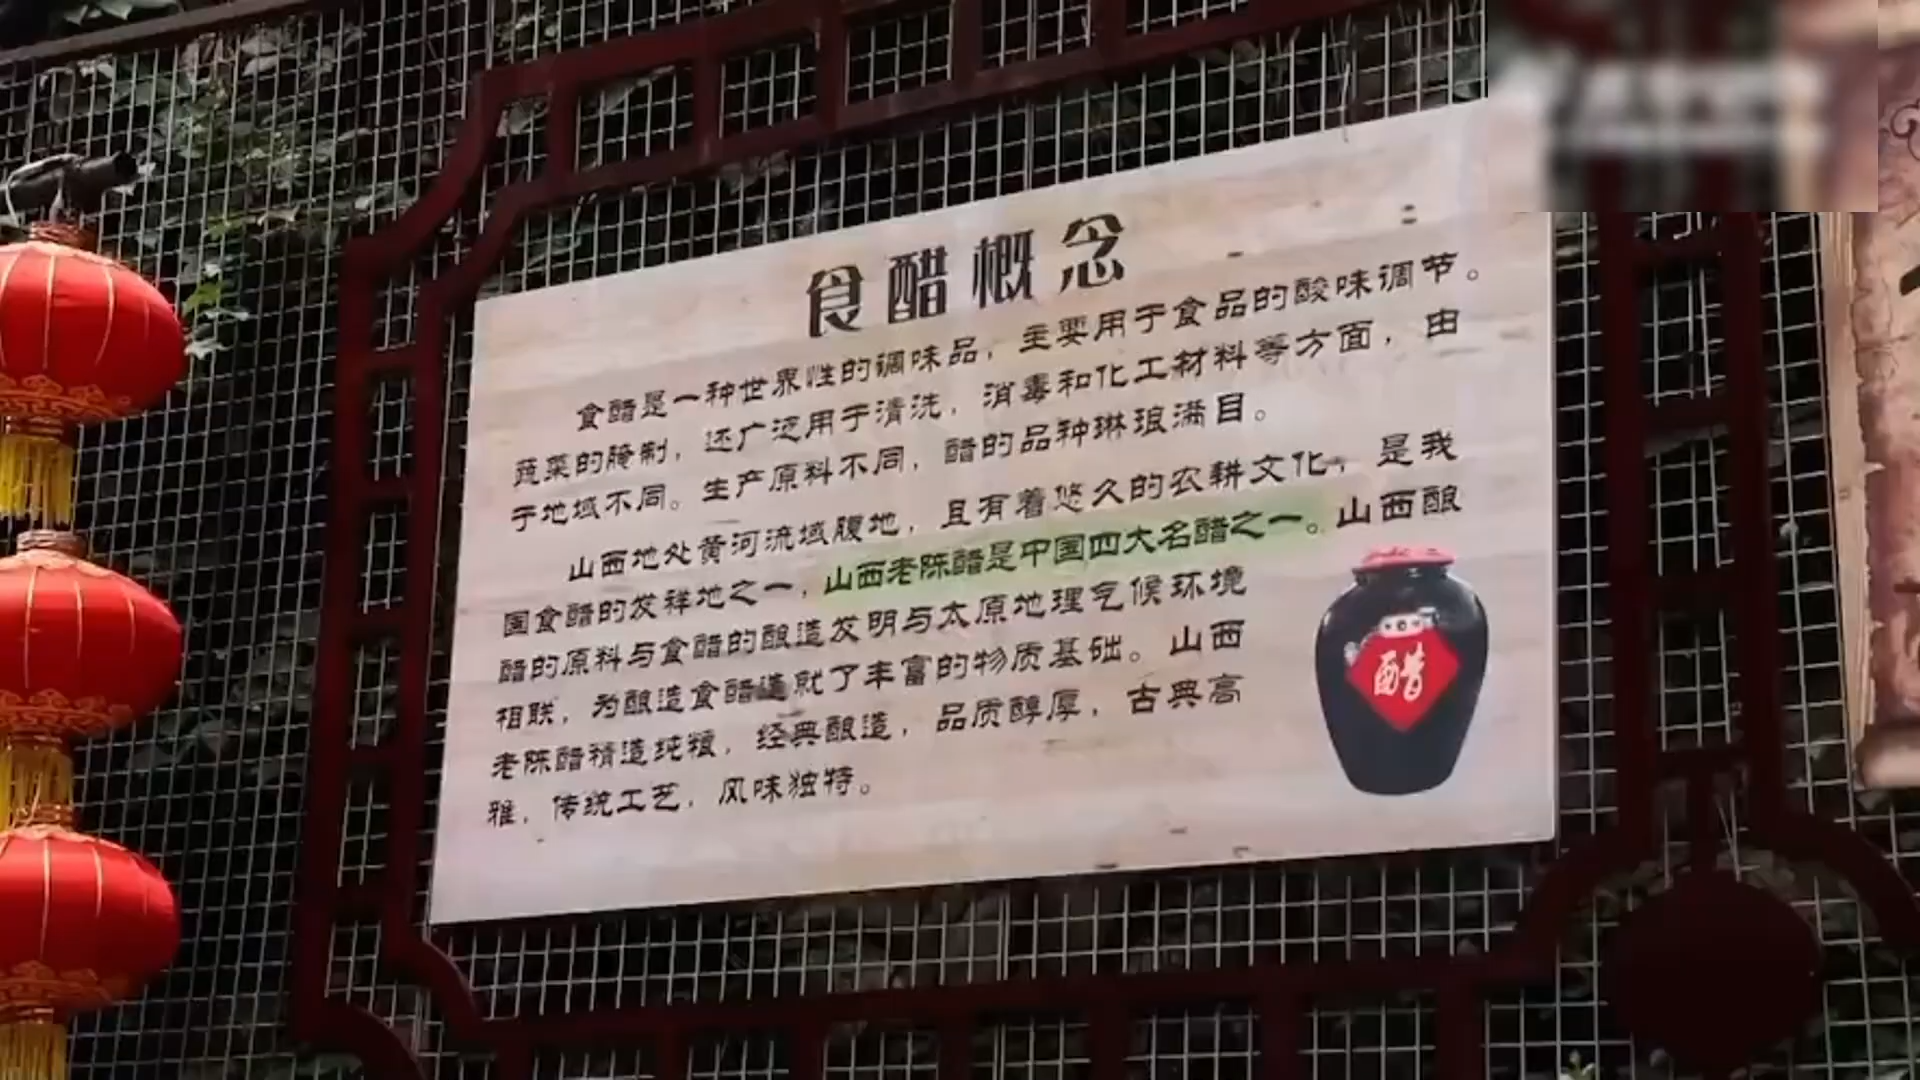 食醋概念
食醋是一种世界性的调味品，主要用于食品的酸味调节。
蔬菜的腌制，还广泛用于清洗，消毒和化工材料等方面，由
于地域不同。生产原料不同，醋的品种琳琅满目。
山西地处黄河流域腹地，且有着悠久的农耕文化，是我
国食醋的发祥地之一，山西老陈醋是中国四大名醋之一。山西酿
醋的原料与食醋的酿造发明与太原地理气候环境
相联，为酿造食醋造就了丰富的物质基础。山西
老陈醋精造纯粮，经典酿造，品质醇厚，古典高
雅，传统工艺，风味独特。
醋